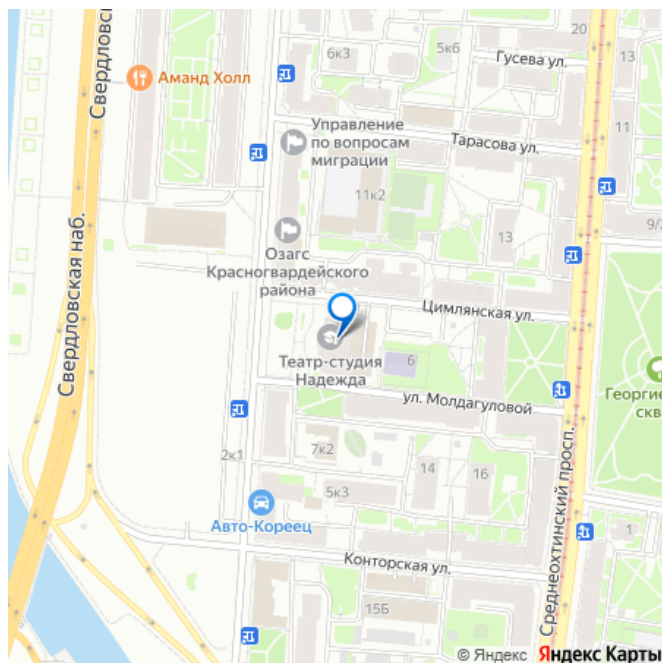 20
13
Гусева ул.
6к3
5к6
Свердловс
Аманд Холл
Управление
по вопросам
миграции
Тарасова ул.
11
11к2
9/2
13
Озагс
Красногвардейского
района
Свердловская наб.
Цимлянская ул.
Театр-студия
Надежда
6
Георгие
скв
ул. Молдагуловой
7к2
2к1
14
16
5к3
Авто-Кореец
Среднеохтинский просп.
1
Конторская ул.
15Б
© Яндекс Яндекс Карты